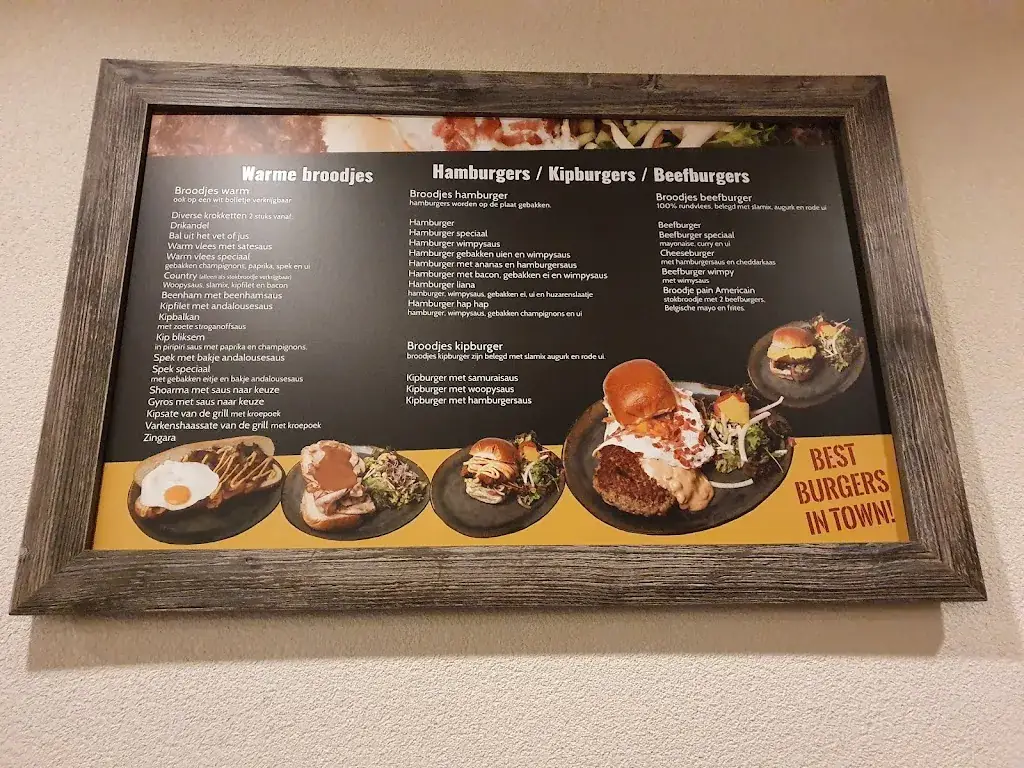 Warme broodjes
Broodjes warm
ook op een wit bolletje verkrijgbaar
Diverse krokketten 2 stuks vanaf:
Drikandel
Bal uit het vet of jus
Warm vlees met satesaus
Warm vlees speciaal
gebakken champignons, paprika, spek en ui
Country (alleen als stokbroodje verkrijgbaar)
Woopysaus, slamix, kipfilet en bacon
Beenham met beenhamsaus
Kipfilet met andalousesaus
Kipbalkan
met zoete stroganoffsaus
Kip bliksem
in piripiri saus met paprika en champignons.
Spek met bakje andalousesaus
Spek speciaal
met gebakken eitje en bakje andalousesaus
Shoarma met saus naar keuze
Gyros met saus naar keuze
Kipsate van de grill met kroepoek
Varkenshaassate van de grill met kroepoek
Zingara
Hamburgers / Kipburgers / Beefburgers
Broodjes hamburger
hamburgers worden op de plaat gebakken.
Hamburger
Hamburger speciaal
Hamburger wimpysaus
Hamburger gebakken uien en wimpysaus
Hamburger met ananas en hamburgersaus
Hamburger met bacon, gebakken ei en wimpysaus
Hamburger liana
hamburger, wimpysaus, gebakken ei, ui en huzarenslaatje
Hamburger hap hap
hamburger, wimpysaus, gebakken champignons en ui
Broodjes kipburger
broodjes kipburger zijn belegd met slamix augurk en rode ui.
Kipburger met samuraisaus
Kipburger met woopysaus
Kipburger met hamburgersaus
Broodjes beefburger
100% rundvlees, belegd met slamix, augurk en rode ui
Beefburger
Beefburger speciaal
mayonaise, curry en ui
Cheeseburger
met hamburgersaus en cheddarkaas
Beefburger wimpy
met wimysaus
Broodje pain Americain
stokbroodje met 2 beefburgers,
Belgische mayo en frites.
BEST
BURGERS
IN TOWN!